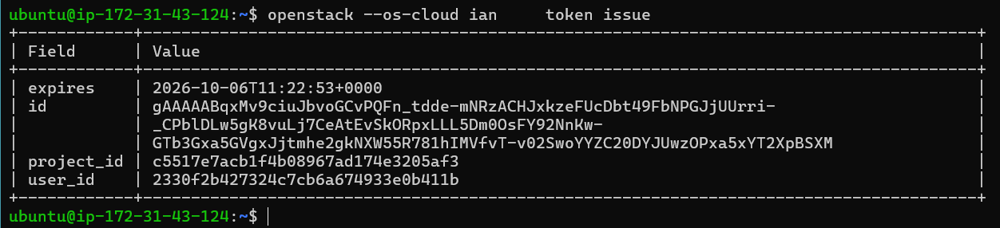 ubuntu@ip-172-31-43-124:~$ openstack --os-cloud ian     token issue
+------------+----------------------------------------------------------------------------------------+
| Field      | Value                                                                                  |
+------------+----------------------------------------------------------------------------------------+
| expires    | 2026-10-06T11:22:53+0000                                                               |
| id         | gAAAAABqxMv9ciuJbvoGCvPQFn_tdde-mNRzACHJxkzeFUcDbt49FbNPGJjUUrri-                      |
|            | _CPblDLw5gK8vuLj7CeAtEvSkORpxLLL5Dm0OsFY92NnKw-                                        |
|            | GTb3Gxa5GVgxJjtmhe2gkNXW55R781hIMVfvT-v02SwoYYZC20DYJUwzOPxa5xYT2XpBSXM                |
| project_id | c5517e7acb1f4b08967ad174e3205af3                                                       |
| user_id    | 2330f2b427324c7cb6a674933e0b411b                                                       |
+------------+----------------------------------------------------------------------------------------+
ubuntu@ip-172-31-43-124:~$